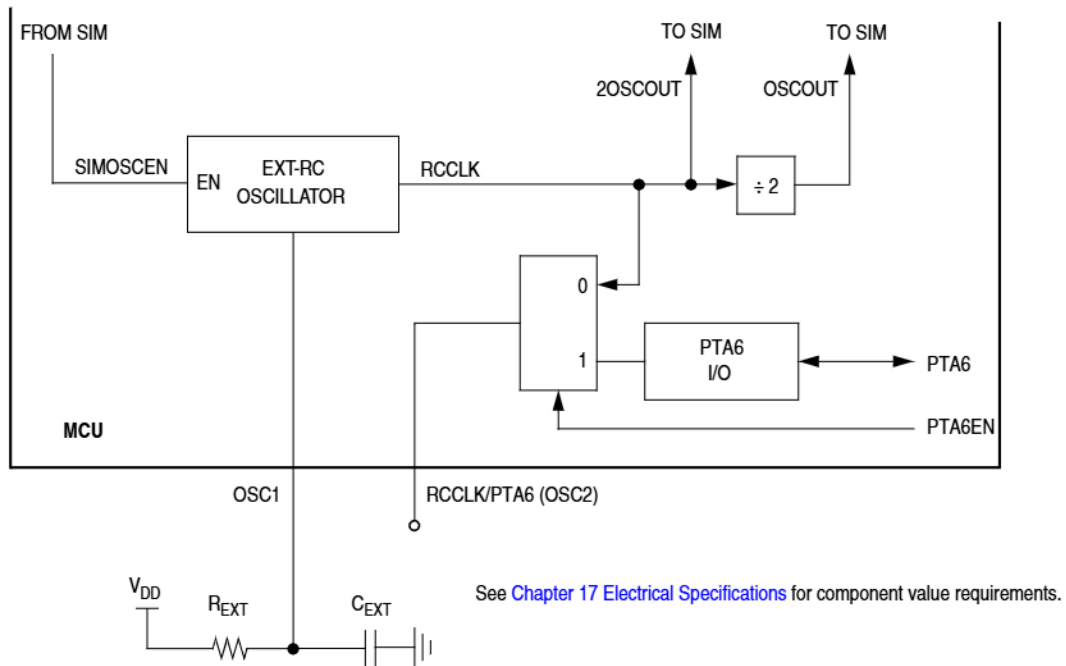 FROM SIM
TO SIM
TO SIM
2OSCOUT
OSCOUT
SIMOSCEN
EN
EXT-RC
OSCILLATOR
RCCLK
÷ 2
0
1
PTA6
I/O
PTA6
PTA6EN
MCU
OSC1
RCCLK/PTA6 (OSC2)
VDD
REXT
CEXT
See Chapter 17 Electrical Specifications for component value requirements.